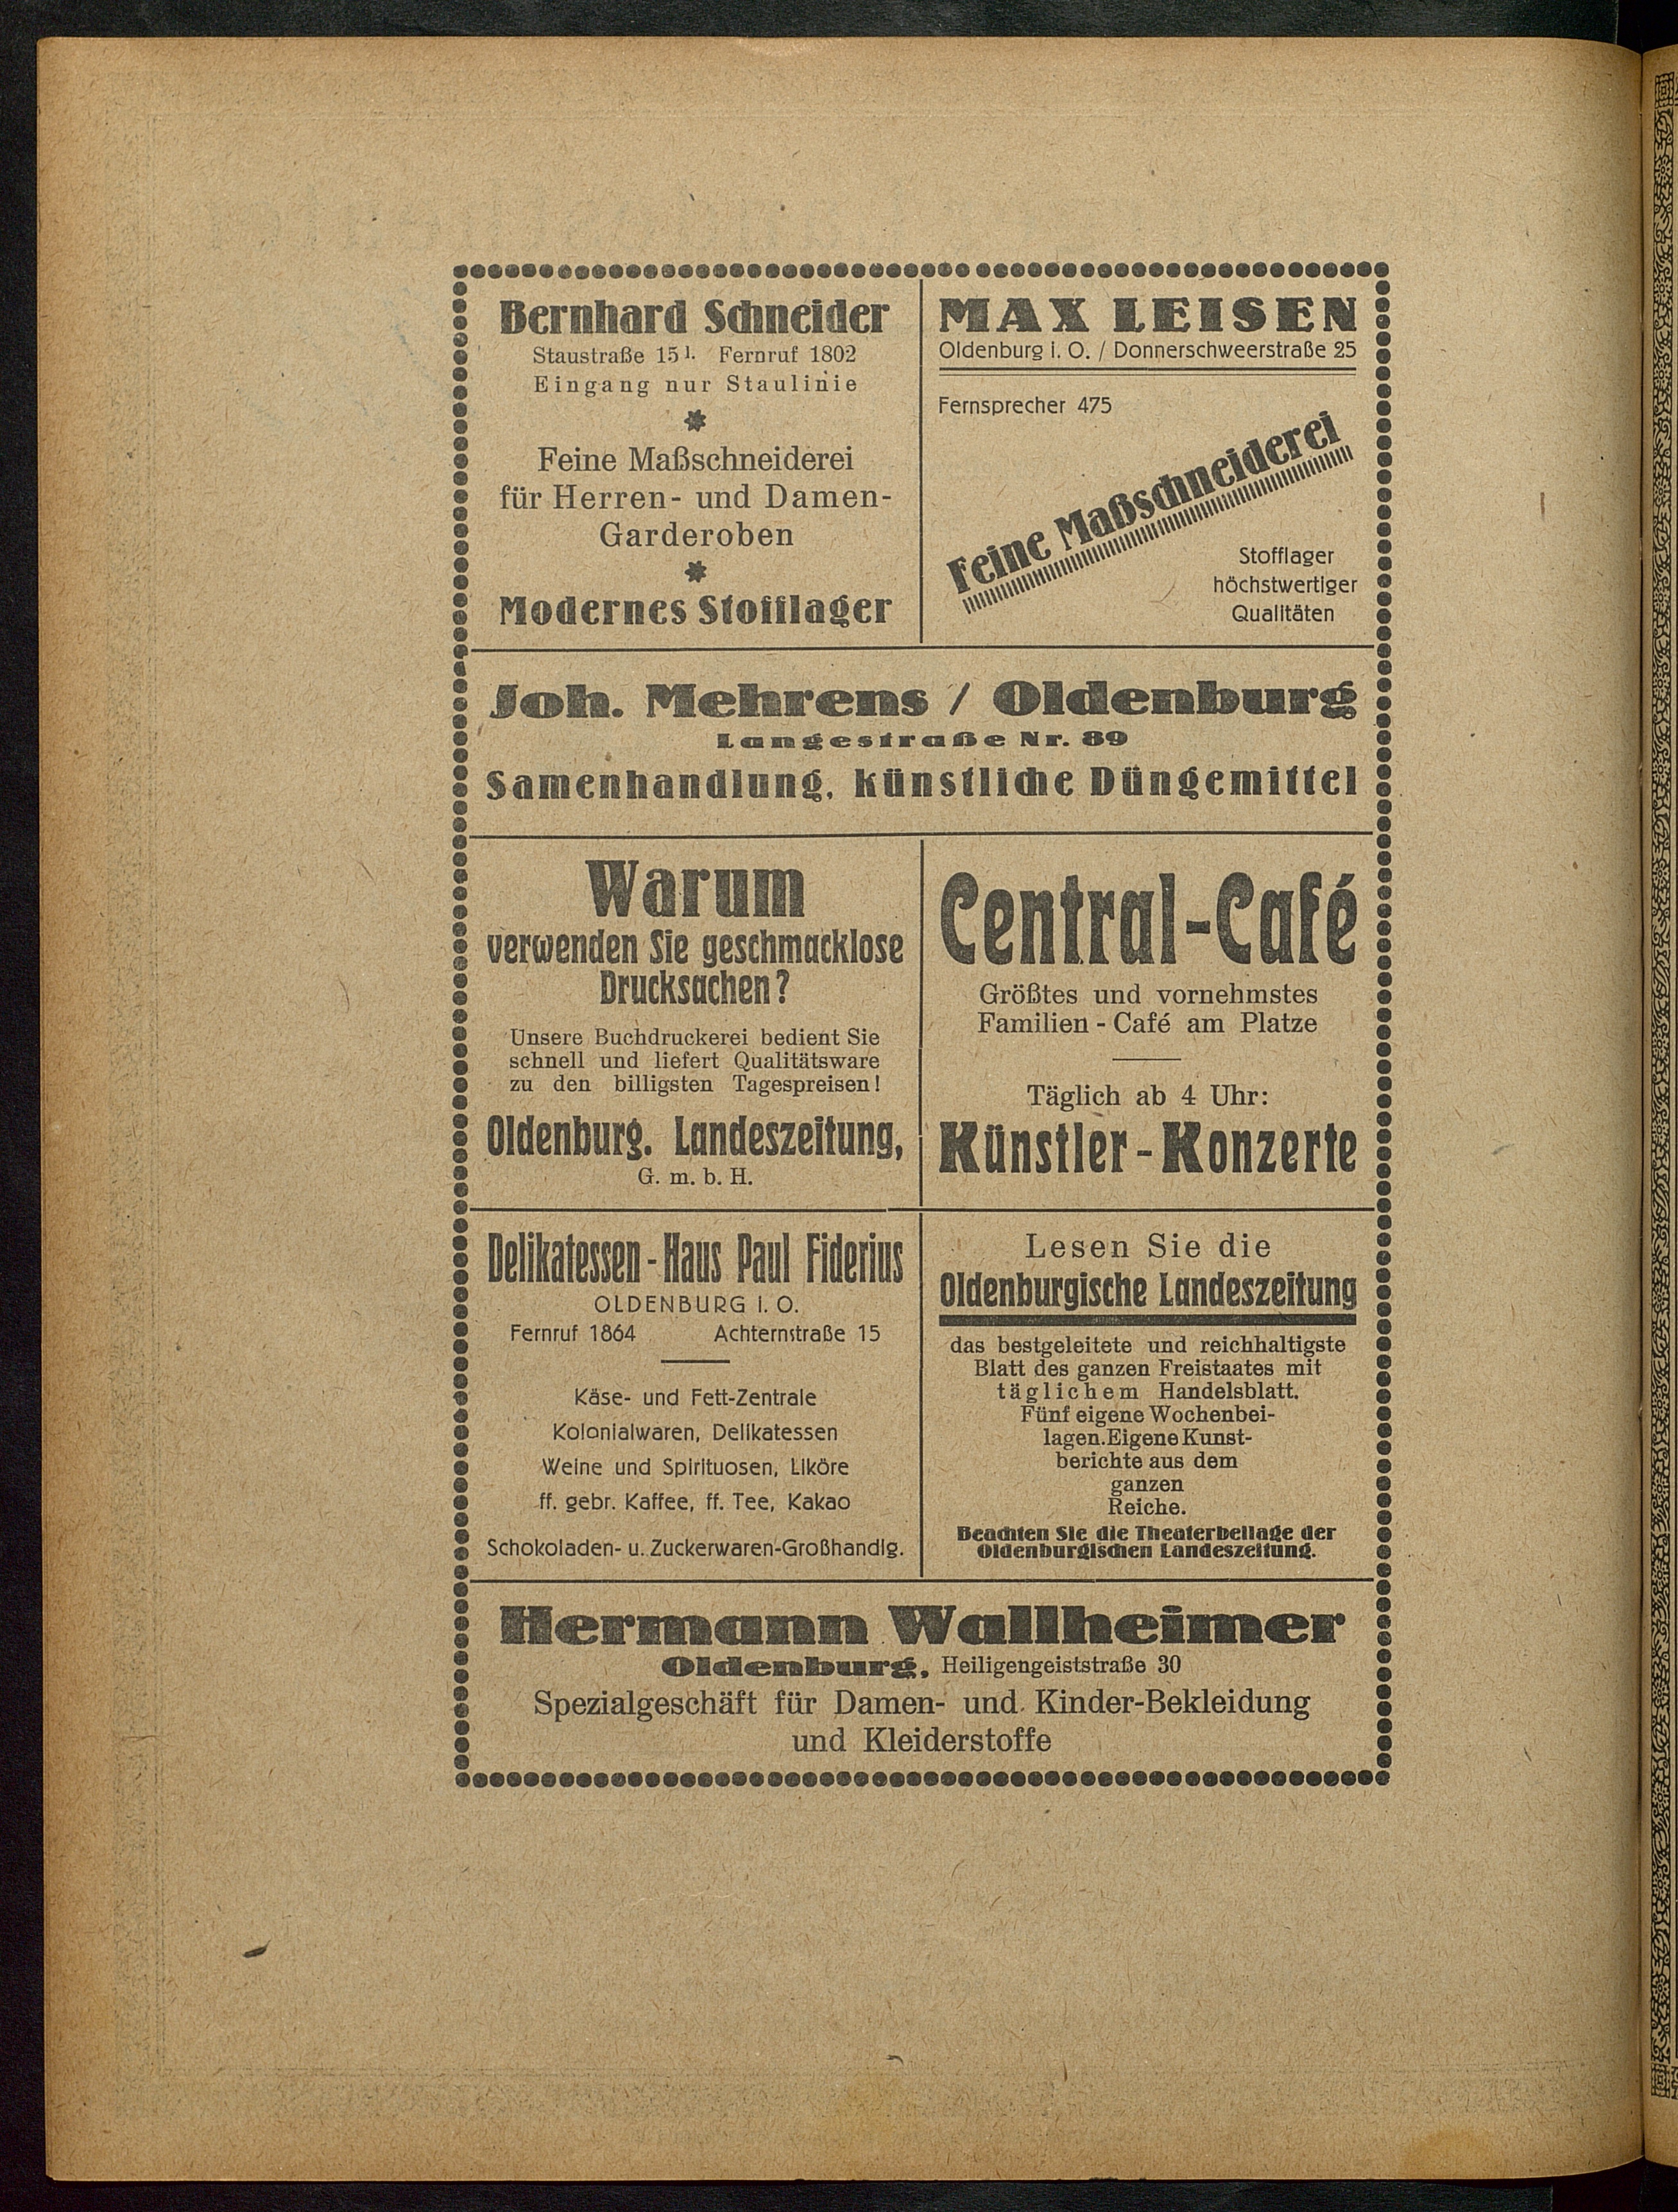 Bernhard Schneider
Staustraße 15 I. Fernruf 1802
Eingang nur Staulinie
Feine Maßschneiderei
für Herren- und Damen-
Garderoben
Modernes Stofflager
MAX LEISEN
Oldenburg i. O. / Donnerschweerstraße 25
Fernsprecher 475
Feine Maßschneiderei
Stofflager
höchstwertiger
Qualitäten
Joh. Mehrens / Oldenburg
Langestraße Nr. 89
Samenhandlung, künstliche Düngemittel
Warum
verwenden Sie geschmacklose
Drucksachen?
Unsere Buchdruckerei bedient Sie
schnell und liefert Qualitätsware
zu den billigsten Tagespreisen!
Oldenburg. Landeszeitung,
G. m. b. H.
Central-Café
Größtes und vornehmstes
Familien-Café am Platze
Täglich ab 4 Uhr:
Künstler-Konzerte
Delikatessen-Haus Paul Fiderius
OLDENBURG I. O.
Fernruf 1864 Achternstraße 15
Käse- und Fett-Zentrale
Kolonialwaren, Delikatessen
Weine und Spirituosen, Liköre
ff. gebr. Kaffee, ff. Tee, Kakao
Schokoladen- u. Zuckerwaren-Großhandlg.
Lesen Sie die
Oldenburgische Landeszeitung
das bestgeleitete und reichhaltigste
Blatt des ganzen Freistaates mit
täglichem Handelsblatt.
Fünf eigene Wochenbei-
lagen. Eigene Kunst-
berichte aus dem
ganzen
Reiche.
Beachten Sie die Theaterbeilage der
Oldenburgischen Landeszeitung.
Hermann Wallheimer
Oldenburg, Heiligengeiststraße 30
Spezialgeschäft für Damen- und Kinder-Bekleidung
und Kleiderstoffe